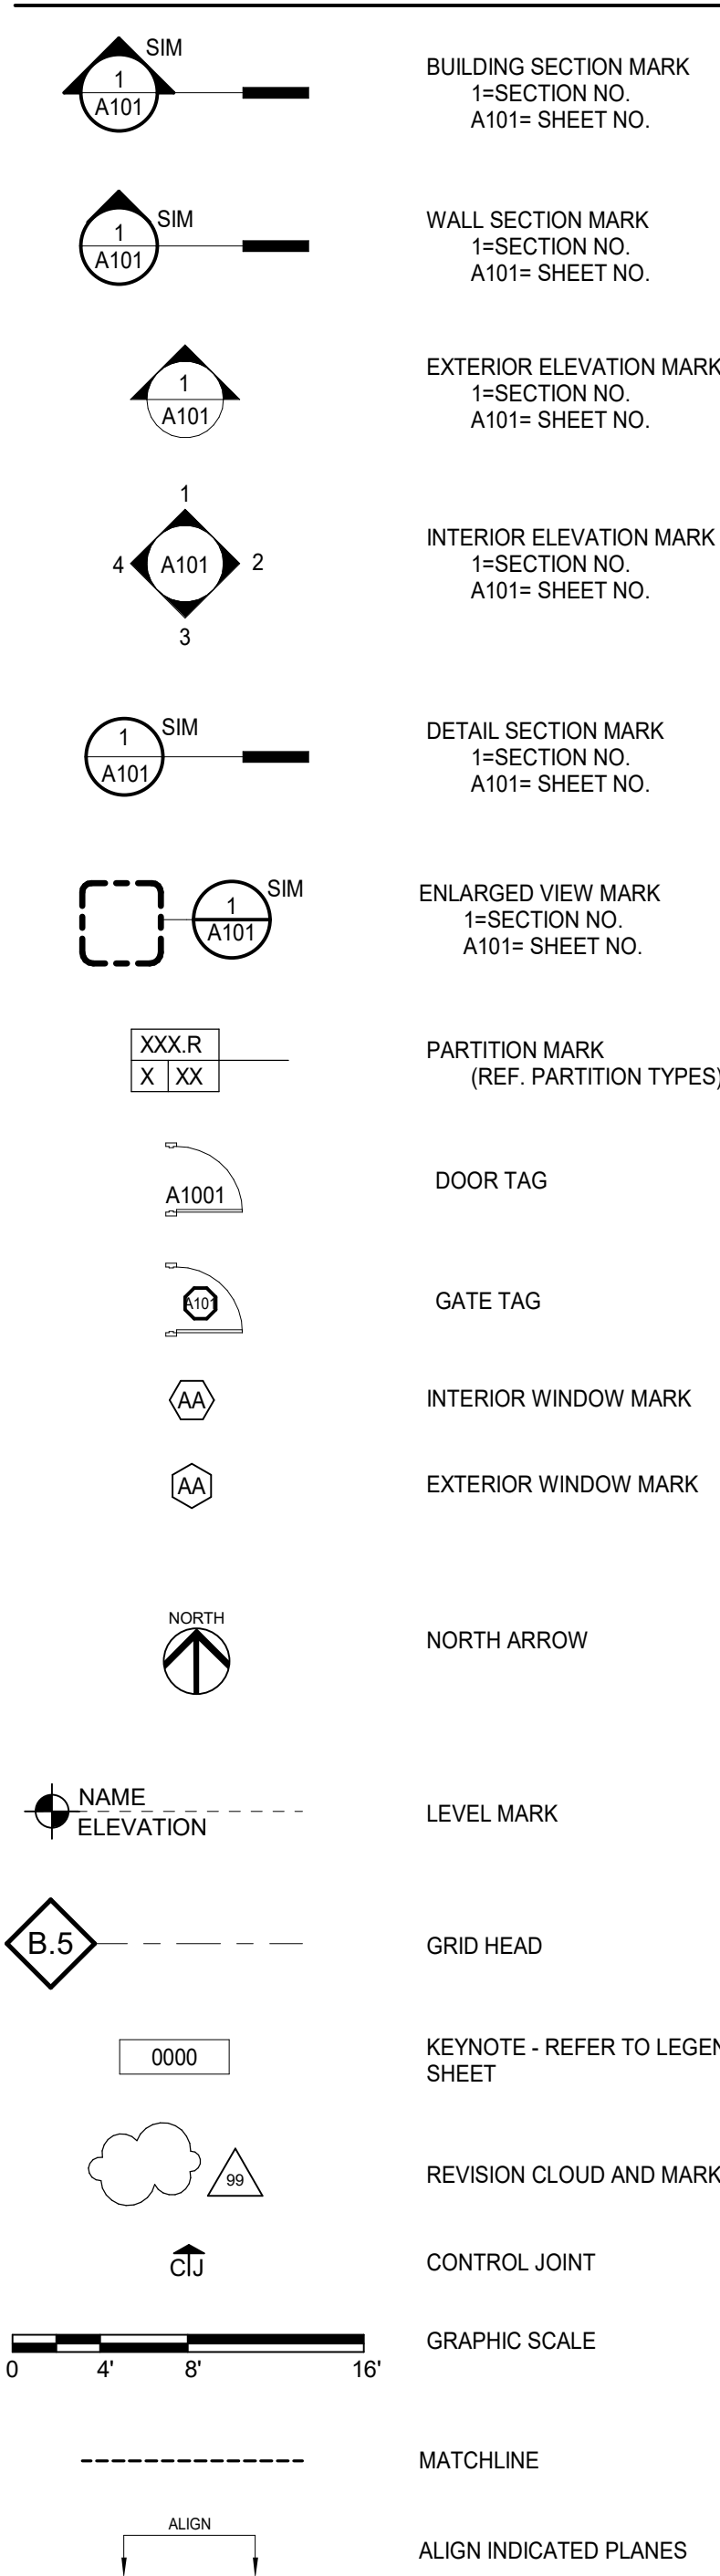 SIM
1
A101
BUILDING SECTION MARK
1=SECTION NO.
A101= SHEET NO.
SIM
1
A101
WALL SECTION MARK
1=SECTION NO.
A101= SHEET NO.
1
A101
EXTERIOR ELEVATION MARK
1=SECTION NO.
A101= SHEET NO.
1
4 A101 2
3
INTERIOR ELEVATION MARK
1=SECTION NO.
A101= SHEET NO.
SIM
1
A101
DETAIL SECTION MARK
1=SECTION NO.
A101= SHEET NO.
SIM
1
A101
ENLARGED VIEW MARK
1=SECTION NO.
A101= SHEET NO.
XXX.R
X XX
PARTITION MARK
(REF. PARTITION TYPES)
A1001
DOOR TAG
A101
GATE TAG
AA
INTERIOR WINDOW MARK
AA
EXTERIOR WINDOW MARK
NORTH
NORTH ARROW
NAME
ELEVATION
LEVEL MARK
B.5
GRID HEAD
0000
KEYNOTE - REFER TO LEGEN
SHEET
99
REVISION CLOUD AND MARK
CJ
CONTROL JOINT
0 4' 8' 16'
GRAPHIC SCALE
MATCHLINE
ALIGN
ALIGN INDICATED PLANES